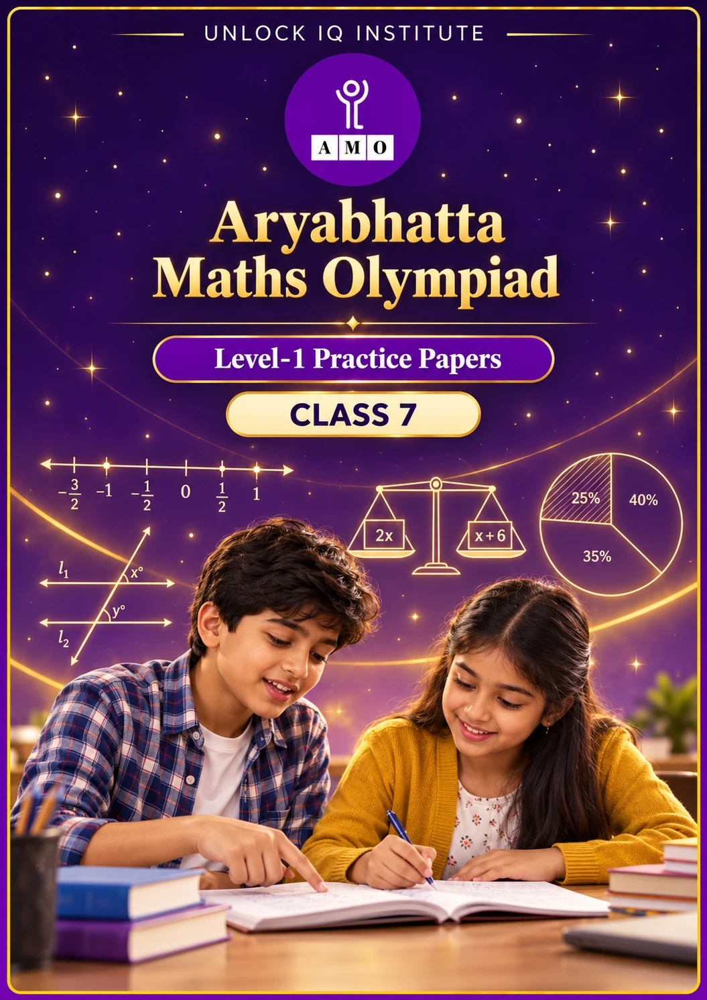 UNLOCK IQ INSTITUTE
A M O
Aryabhatta
Maths Olympiad
Level-1 Practice Papers
CLASS 7
-3/2 -1 -1/2 0 1/2 1
l₁ x°
y°
l₂
2x x+6
25% 40%
35%